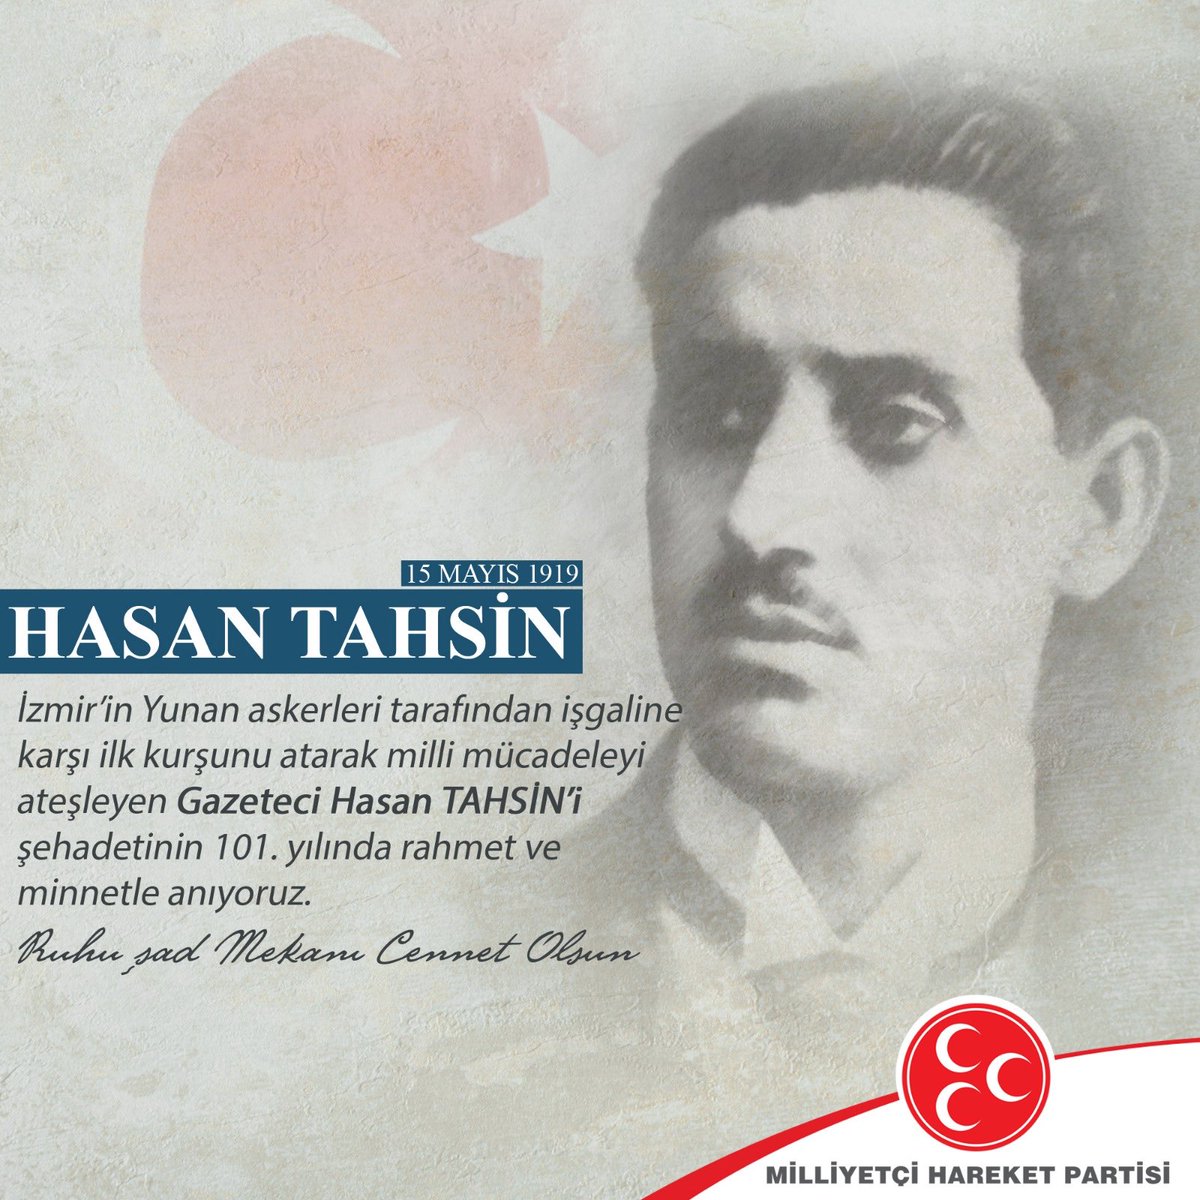 15 MAYIS 1919
HASAN TAHSİN
İzmir’in Yunan askerleri tarafından işgaline
karşı ilk kurşunu atarak milli mücadeleyi
ateşleyen Gazeteci Hasan TAHSİN’i
şehadetinin 101. yılında rahmet ve
minnetle anıyoruz.
Ruhu şad Mekanı Cennet Olsun
MİLLİYETÇİ HAREKET PARTİSİ